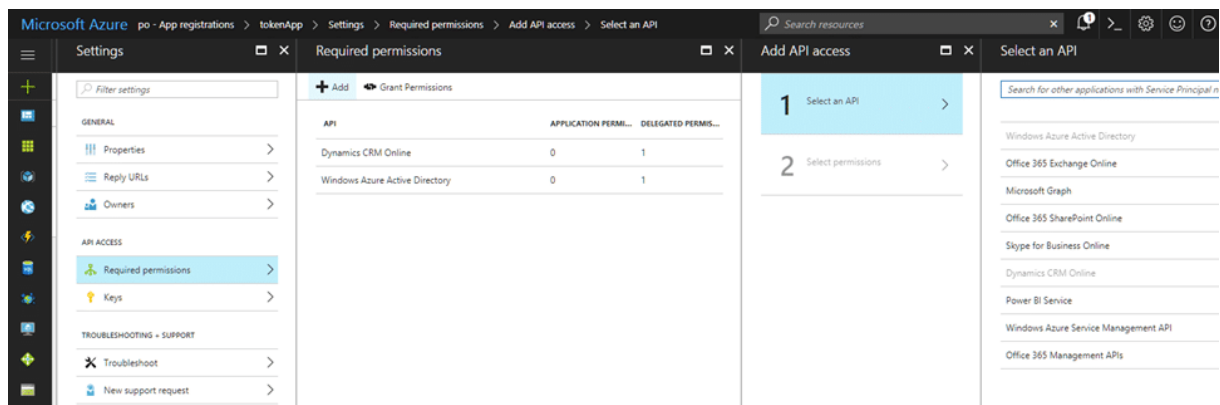 Microsoft Azure po - App registrations > tokenApp > Settings > Required permissions > Add API access > Select an API
Search resources
1
Settings
Filter settings
GENERAL
Properties
Reply URLs
Owners
API ACCESS
Required permissions
Keys
TROUBLESHOOTING + SUPPORT
Troubleshoot
New support request
Required permissions
Add Grant Permissions
API APPLICATION PERMI... DELEGATED PERMIS...
Dynamics CRM Online 0 1
Windows Azure Active Directory 0 1
Add API access
1 Select an API
2 Select permissions
Select an API
Search for other applications with Service Principal n
Windows Azure Active Directory
Office 365 Exchange Online
Microsoft Graph
Office 365 SharePoint Online
Skype for Business Online
Dynamics CRM Online
Power BI Service
Windows Azure Service Management API
Office 365 Management APIs